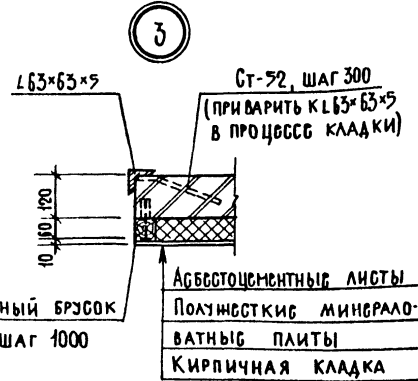 3
L63×63×5
Ст-52, шаг 300
(приварить к L63×63×5
в процессе кладки)
120
60
10
ный брусок
шаг 1000
Асбестоцементные листы
Полужесткие минерало-
ватные плиты
Кирпичная кладка